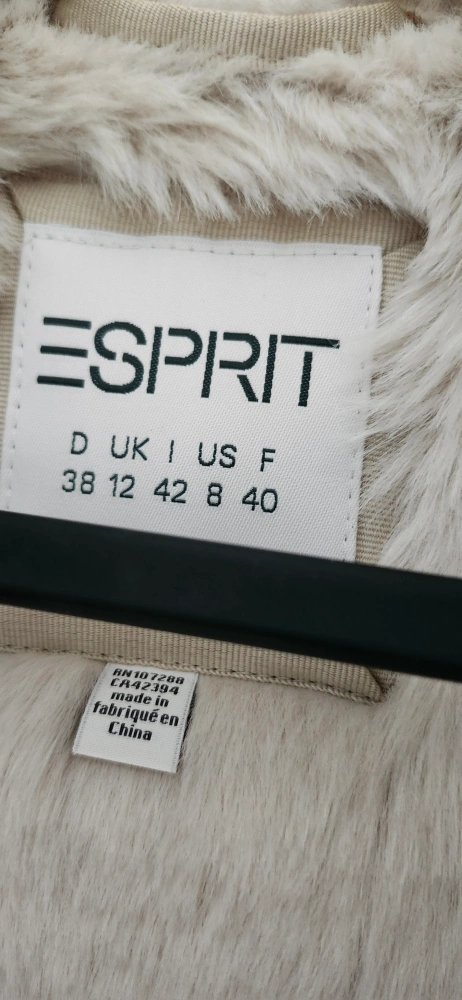 ESPRIT
D UK I US F
38 12 42 8 40
RN107288
CA42394
made in
fabriqué en
China